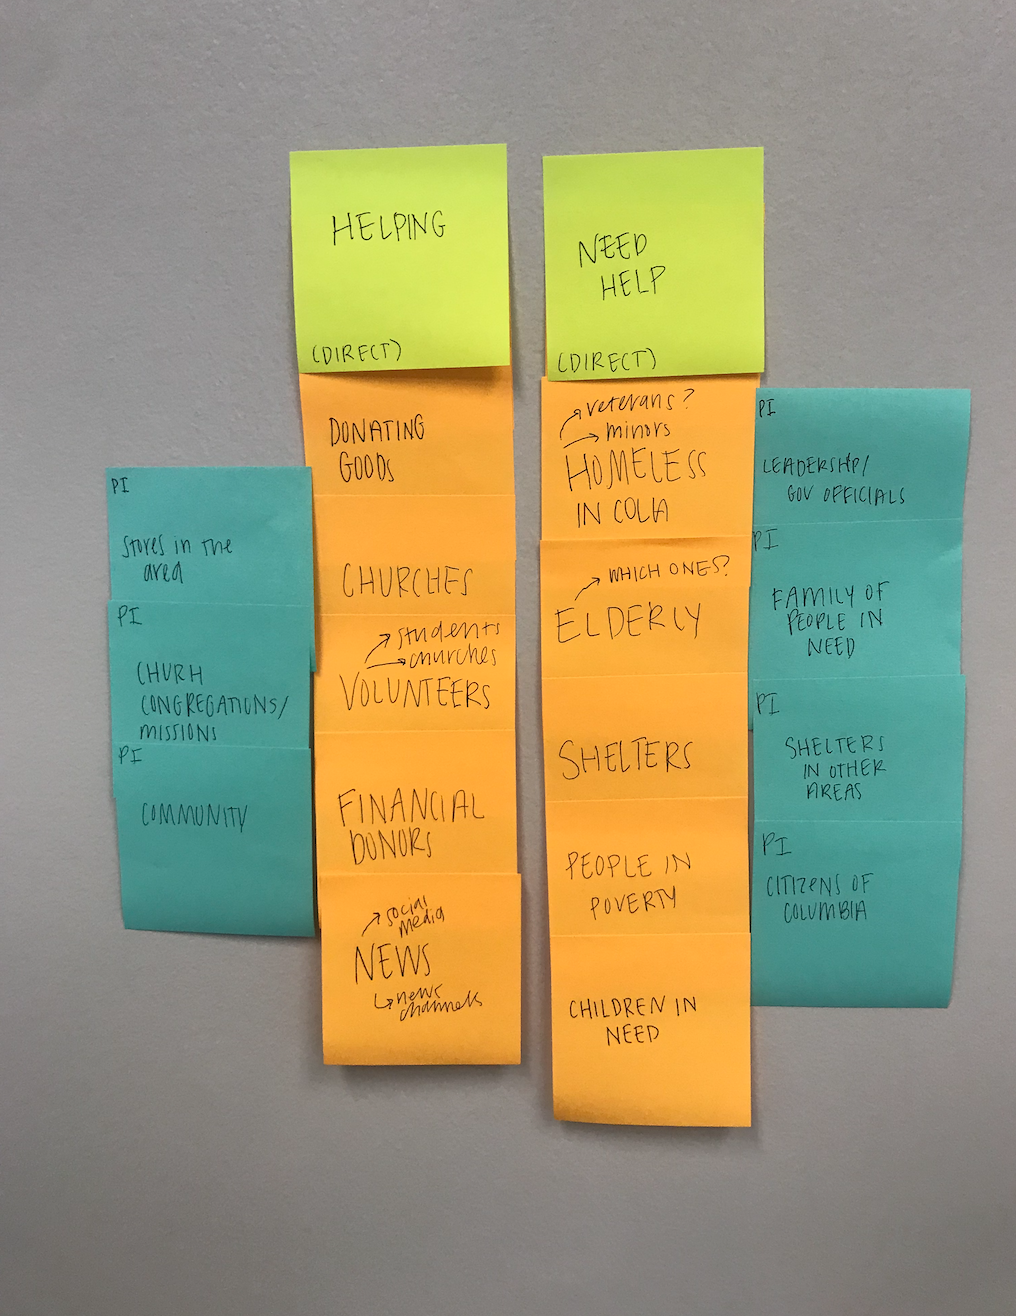 HELPING
(DIRECT)
DONATING
GOODS
CHURCHES
students
churches
VOLUNTEERS
FINANCIAL
DONORS
social
media
NEWS
news
channels
PI
stores in the
area
PI
CHURH
CONGREGATIONS/
MISSIONS
PI
COMMUNITY
NEED
HELP
(DIRECT)
veterans?
minors
HOMELESS
IN COLA
WHICH ONES?
ELDERLY
SHELTERS
PEOPLE IN
POVERTY
CHILDREN IN
NEED
PI
LEADERSHIP/
GOV OFFICIALS
PI
FAMILY OF
PEOPLE IN
NEED
PI
SHELTERS
IN OTHER
AREAS
PI
CITIZENS OF
COLUMBIA